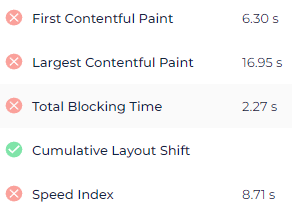 First Contentful Paint 6.30 s
Largest Contentful Paint 16.95 s
Total Blocking Time 2.27 s
Cumulative Layout Shift
Speed Index 8.71 s